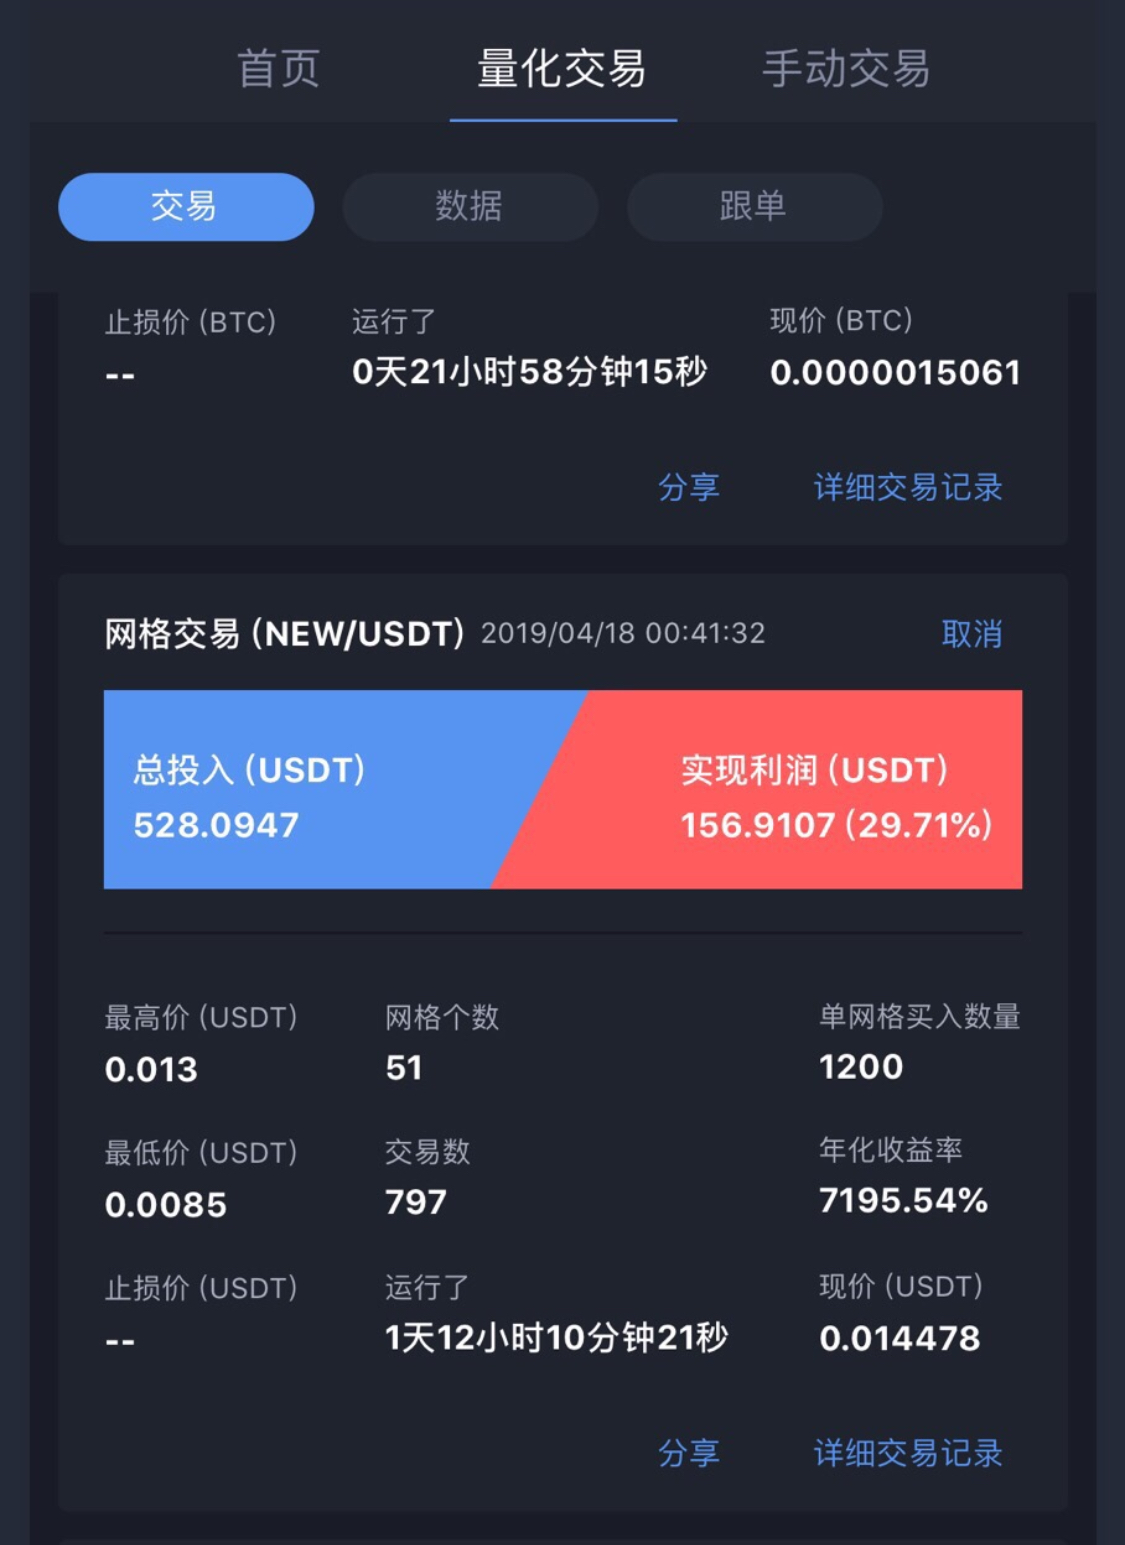 首页 量化交易 手动交易
交易 数据 跟单
止损价 (BTC) 运行了 现价 (BTC)
-- 0天21小时58分钟15秒 0.0000015061
分享 详细交易记录
网格交易 (NEW/USDT) 2019/04/18 00:41:32 取消
总投入 (USDT) 实现利润 (USDT)
528.0947 156.9107 (29.71%)
最高价 (USDT) 网格个数 单网格买入数量
0.013 51 1200
最低价 (USDT) 交易数 年化收益率
0.0085 797 7195.54%
止损价 (USDT) 运行了 现价 (USDT)
-- 1天12小时10分钟21秒 0.014478
分享 详细交易记录